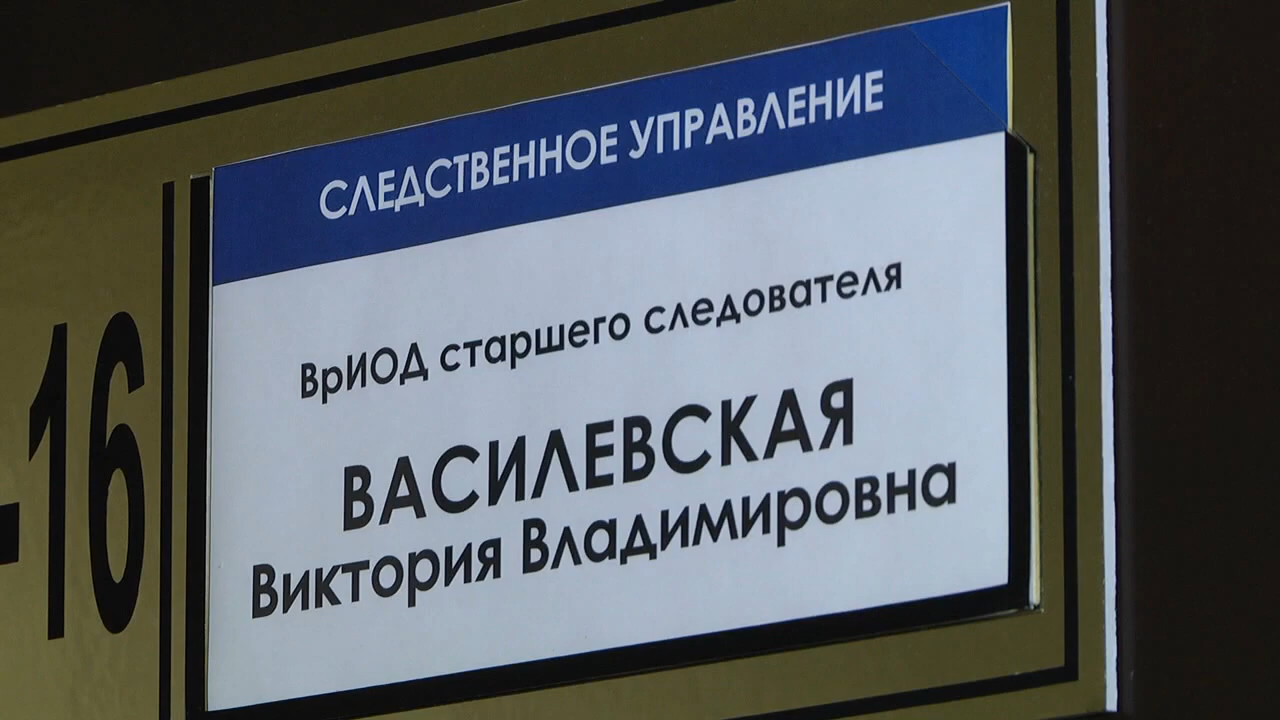 СЛЕДСТВЕННОЕ УПРАВЛЕНИЕ
ВрИОД старшего следователя
ВАСИЛЕВСКАЯ
Виктория Владимировна
-16